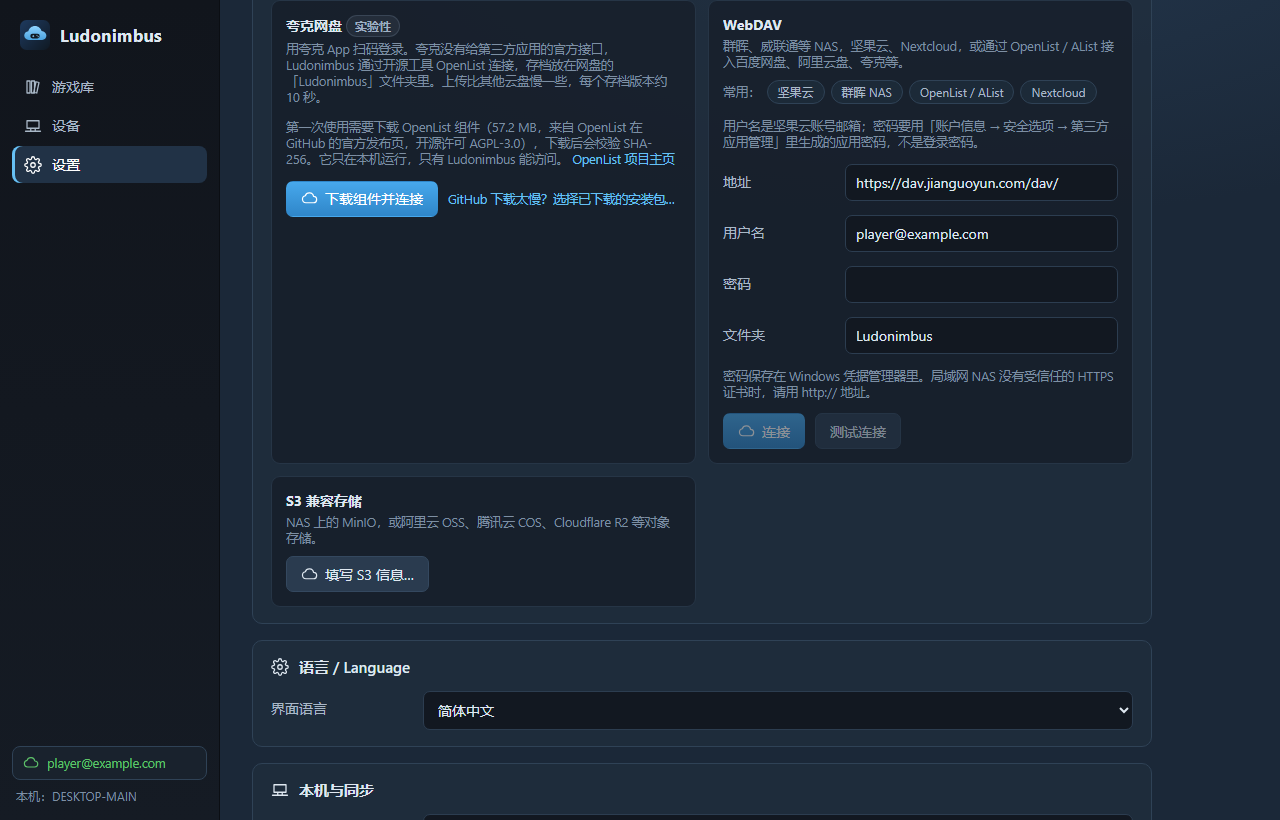 Ludonimbus
游戏库
设备
设置
player@example.com
本机：DESKTOP-MAIN
夸克网盘 实验性
用夸克 App 扫码登录。夸克没有给第三方应用的官方接口，
Ludonimbus 通过开源工具 OpenList 连接，存档放在网盘的
「Ludonimbus」文件夹里。上传比其他云盘慢一些，每个存档版本约
10 秒。
第一次使用需要下载 OpenList 组件（57.2 MB，来自 OpenList 在
GitHub 的官方发布页，开源许可 AGPL-3.0），下载后会校验 SHA-
256。它只在本机运行，只有 Ludonimbus 能访问。 OpenList 项目主页
下载组件并连接 GitHub 下载太慢？选择已下载的安装包...
WebDAV
群晖、威联通等 NAS，坚果云、Nextcloud，或通过 OpenList / AList 接
入百度网盘、阿里云盘、夸克等。
常用： 坚果云 群晖 NAS OpenList / AList Nextcloud
用户名是坚果云账号邮箱；密码要用「账户信息 → 安全选项 → 第三方
应用管理」里生成的应用密码，不是登录密码。
地址 https://dav.jianguoyun.com/dav/
用户名 player@example.com
密码
文件夹 Ludonimbus
密码保存在 Windows 凭据管理器里。局域网 NAS 没有受信任的 HTTPS
证书时，请用 http:// 地址。
连接 测试连接
S3 兼容存储
NAS 上的 MinIO，或阿里云 OSS、腾讯云 COS、Cloudflare R2 等对象
存储。
填写 S3 信息...
语言 / Language
界面语言 简体中文
本机与同步